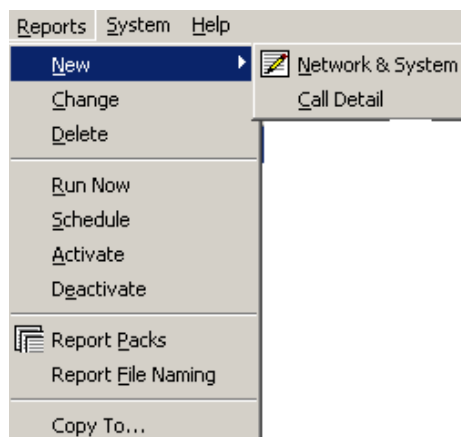 Reports System Help
New
Network & System
Call Detail
Change
Delete
Run Now
Schedule
Activate
Deactivate
Report Packs
Report File Naming
Copy To...